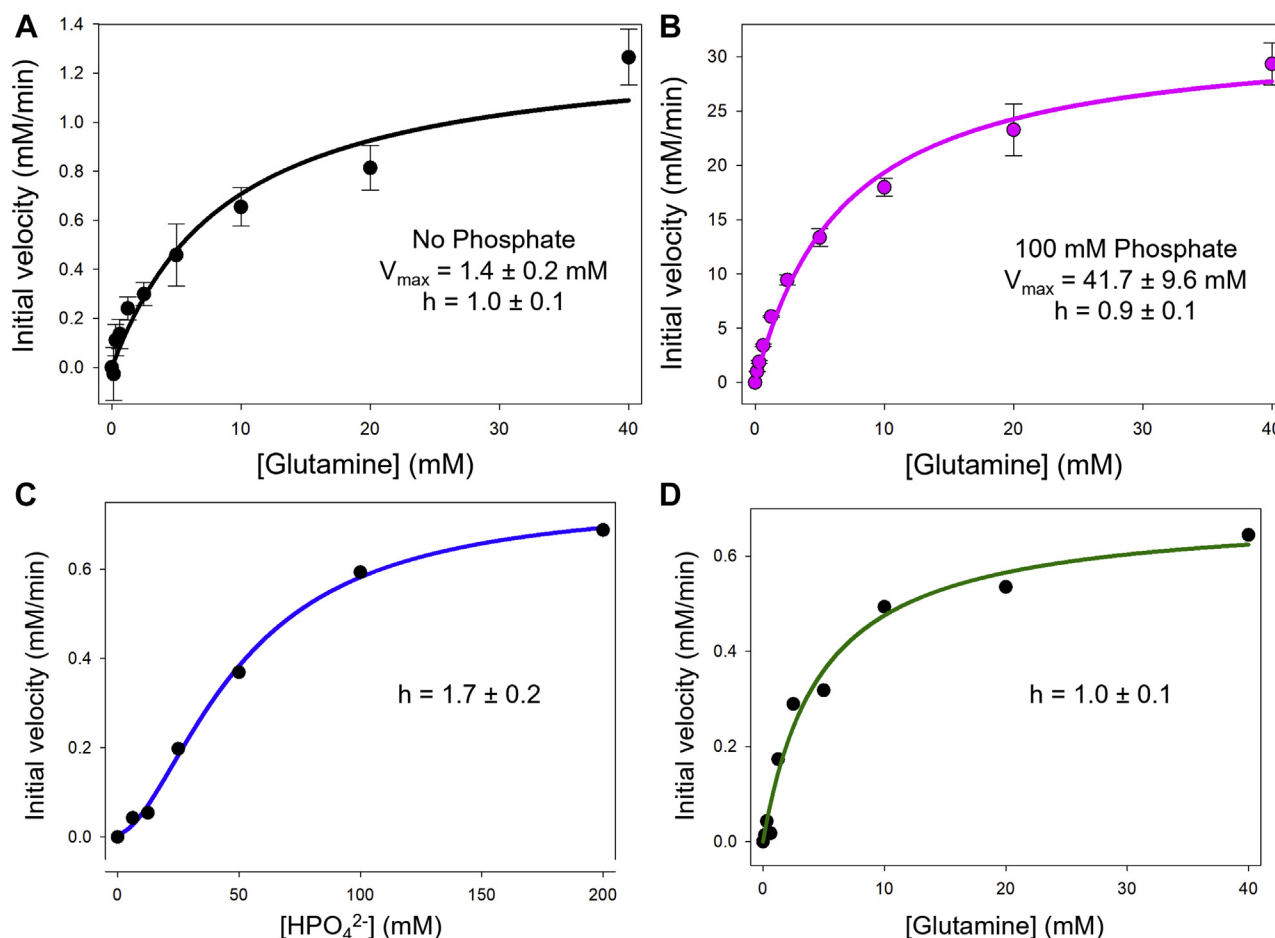 A
Initial velocity (mM/min)
1.4
1.2
1.0
0.8
0.6
0.4
0.2
0.0
No Phosphate
Vmax = 1.4 ± 0.2 mM
h = 1.0 ± 0.1
0 10 20 30 40
[Glutamine] (mM)
B
Initial velocity (mM/min)
30
25
20
15
10
5
0
100 mM Phosphate
Vmax = 41.7 ± 9.6 mM
h = 0.9 ± 0.1
0 10 20 30 40
[Glutamine] (mM)
C
Initial velocity (mM/min)
0.6
0.4
0.2
0.0
h = 1.7 ± 0.2
0 50 100 150 200
[HPO₄²⁻] (mM)
D
Initial velocity (mM/min)
0.6
0.4
0.2
0.0
h = 1.0 ± 0.1
0 10 20 30 40
[Glutamine] (mM)